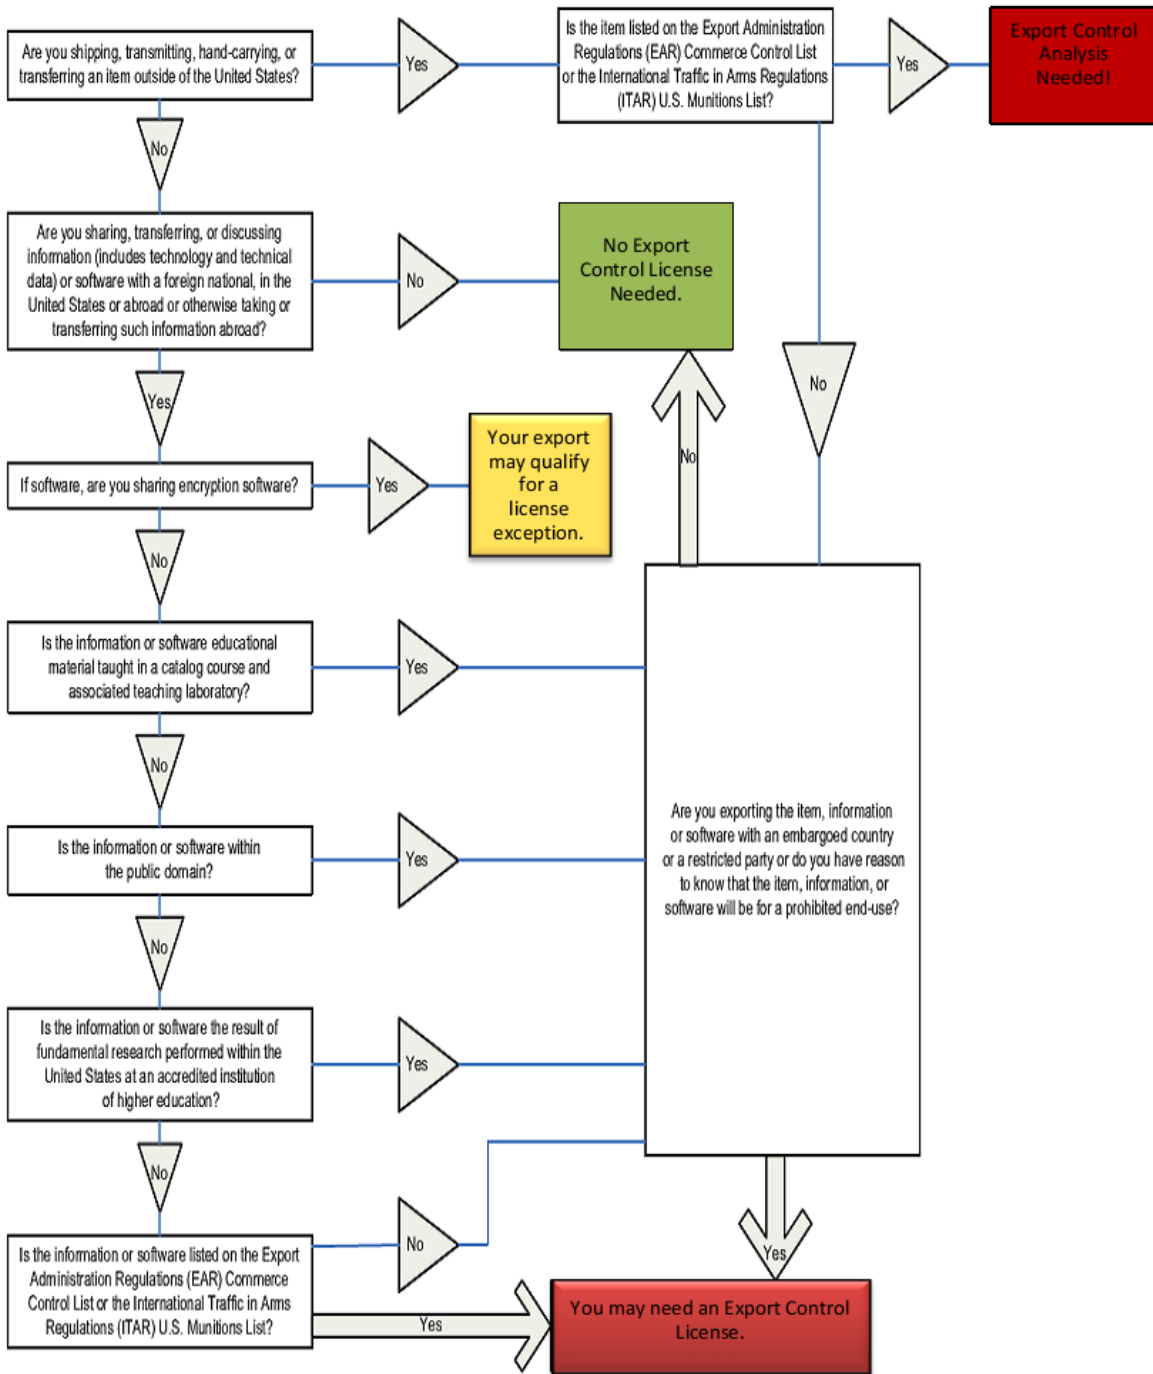 Are you shipping, transmitting, hand-carrying, or
transferring an item outside of the United States?
Yes
Is the item listed on the Export Administration
Regulations (EAR) Commerce Control List
or the International Traffic in Arms Regulations
(ITAR) U.S. Munitions List?
Yes
Export Control
Analysis
Needed!
No
Are you sharing, transferring, or discussing
information (includes technology and technical
data) or software with a foreign national, in the
United States or abroad or otherwise taking or
transferring such information abroad?
No
No Export
Control License
Needed.
No
Yes
If software, are you sharing encryption software?
Yes
Your export
may qualify
for a
license
exception.
No
No
Is the information or software educational
material taught in a catalog course and
associated teaching laboratory?
Yes
No
Is the information or software within
the public domain?
Yes
Are you exporting the item, information
or software with an embargoed country
or a restricted party or do you have reason
to know that the item, information, or
software will be for a prohibited end-use?
No
Is the information or software the result of
fundamental research performed within the
United States at an accredited institution
of higher education?
Yes
No
Is the information or software listed on the Export
Administration Regulations (EAR) Commerce
Control List or the International Traffic in Arms
Regulations (ITAR) U.S. Munitions List?
No
Yes
Yes
You may need an Export Control
License.